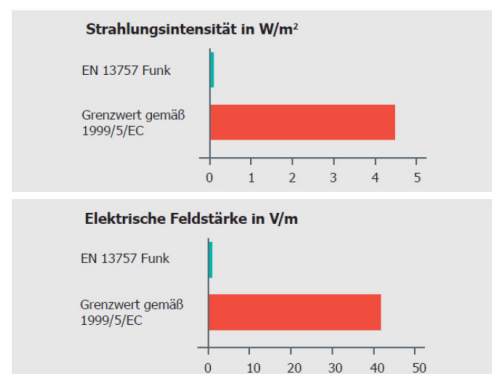 Strahlungsintensität in W/m²
EN 13757 Funk
Grenzwert gemäß
1999/5/EC
0 1 2 3 4 5
Elektrische Feldstärke in V/m
EN 13757 Funk
Grenzwert gemäß
1999/5/EC
0 10 20 30 40 50